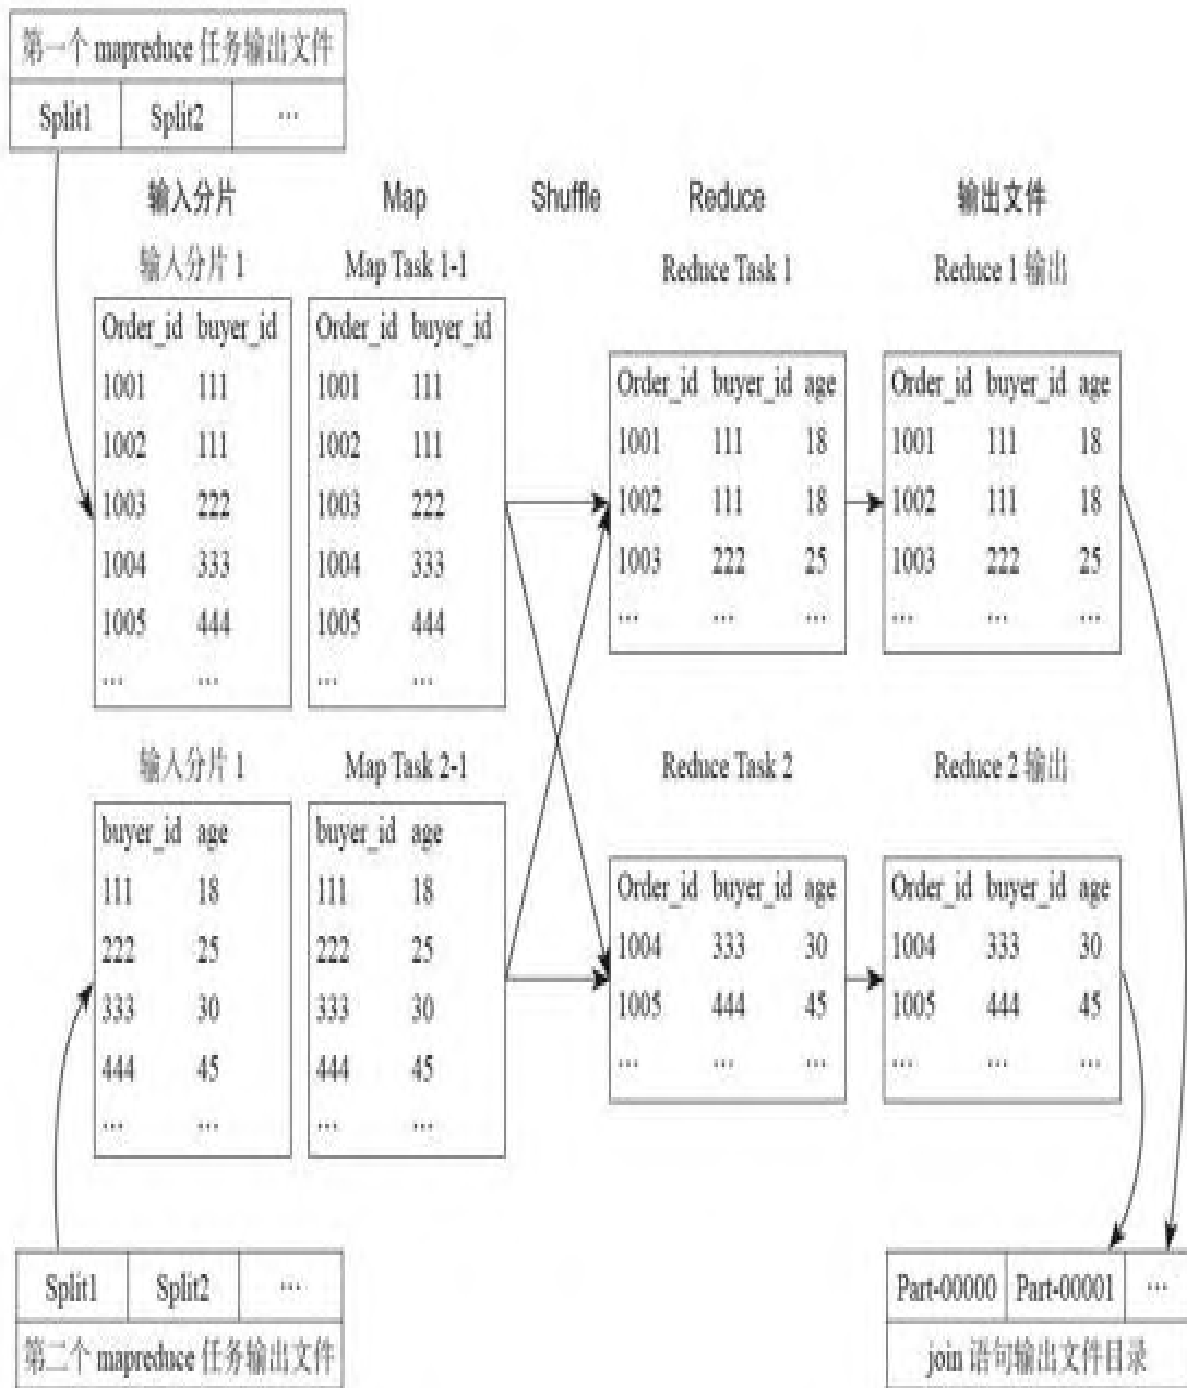 第一个 mapreduce 任务输出文件
Split1 Split2 ...
输入分片 Map Shuffle Reduce 输出文件
输入分片 1 Map Task 1-1 Reduce Task 1 Reduce 1 输出
Order_id buyer_id
1001 111
1002 111
1003 222
1004 333
1005 444
... ...
Order_id buyer_id
1001 111
1002 111
1003 222
1004 333
1005 444
... ...
Order_id buyer_id age
1001 111 18
1002 111 18
1003 222 25
... ... ...
Order_id buyer_id age
1001 111 18
1002 111 18
1003 222 25
... ... ...
输入分片 1 Map Task 2-1 Reduce Task 2 Reduce 2 输出
buyer_id age
111 18
222 25
333 30
444 45
... ...
buyer_id age
111 18
222 25
333 30
444 45
... ...
Order_id buyer_id age
1004 333 30
1005 444 45
... ... ...
Order_id buyer_id age
1004 333 30
1005 444 45
... ... ...
Split1 Split2 ...
第二个 mapreduce 任务输出文件
Part-00000 Part-00001 ...
join 语句输出文件目录